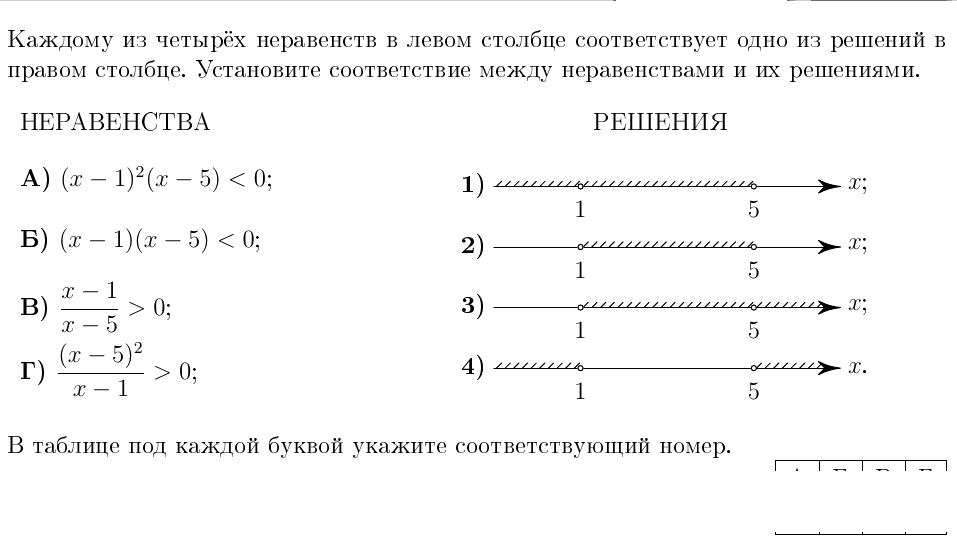 Каждому из четырёх неравенств в левом столбце соответствует одно из решений в
правом столбце. Установите соответствие между неравенствами и их решениями.
НЕРАВЕНСТВА
А) (x − 1)²(x − 5) < 0;
Б) (x − 1)(x − 5) < 0;
В) (x − 1)/(x − 5) > 0;
Г) (x − 5)²/(x − 1) > 0;
РЕШЕНИЯ
1) x;
1 5
2) x;
1 5
3) x;
1 5
4) x.
1 5
В таблице под каждой буквой укажите соответствующий номер.